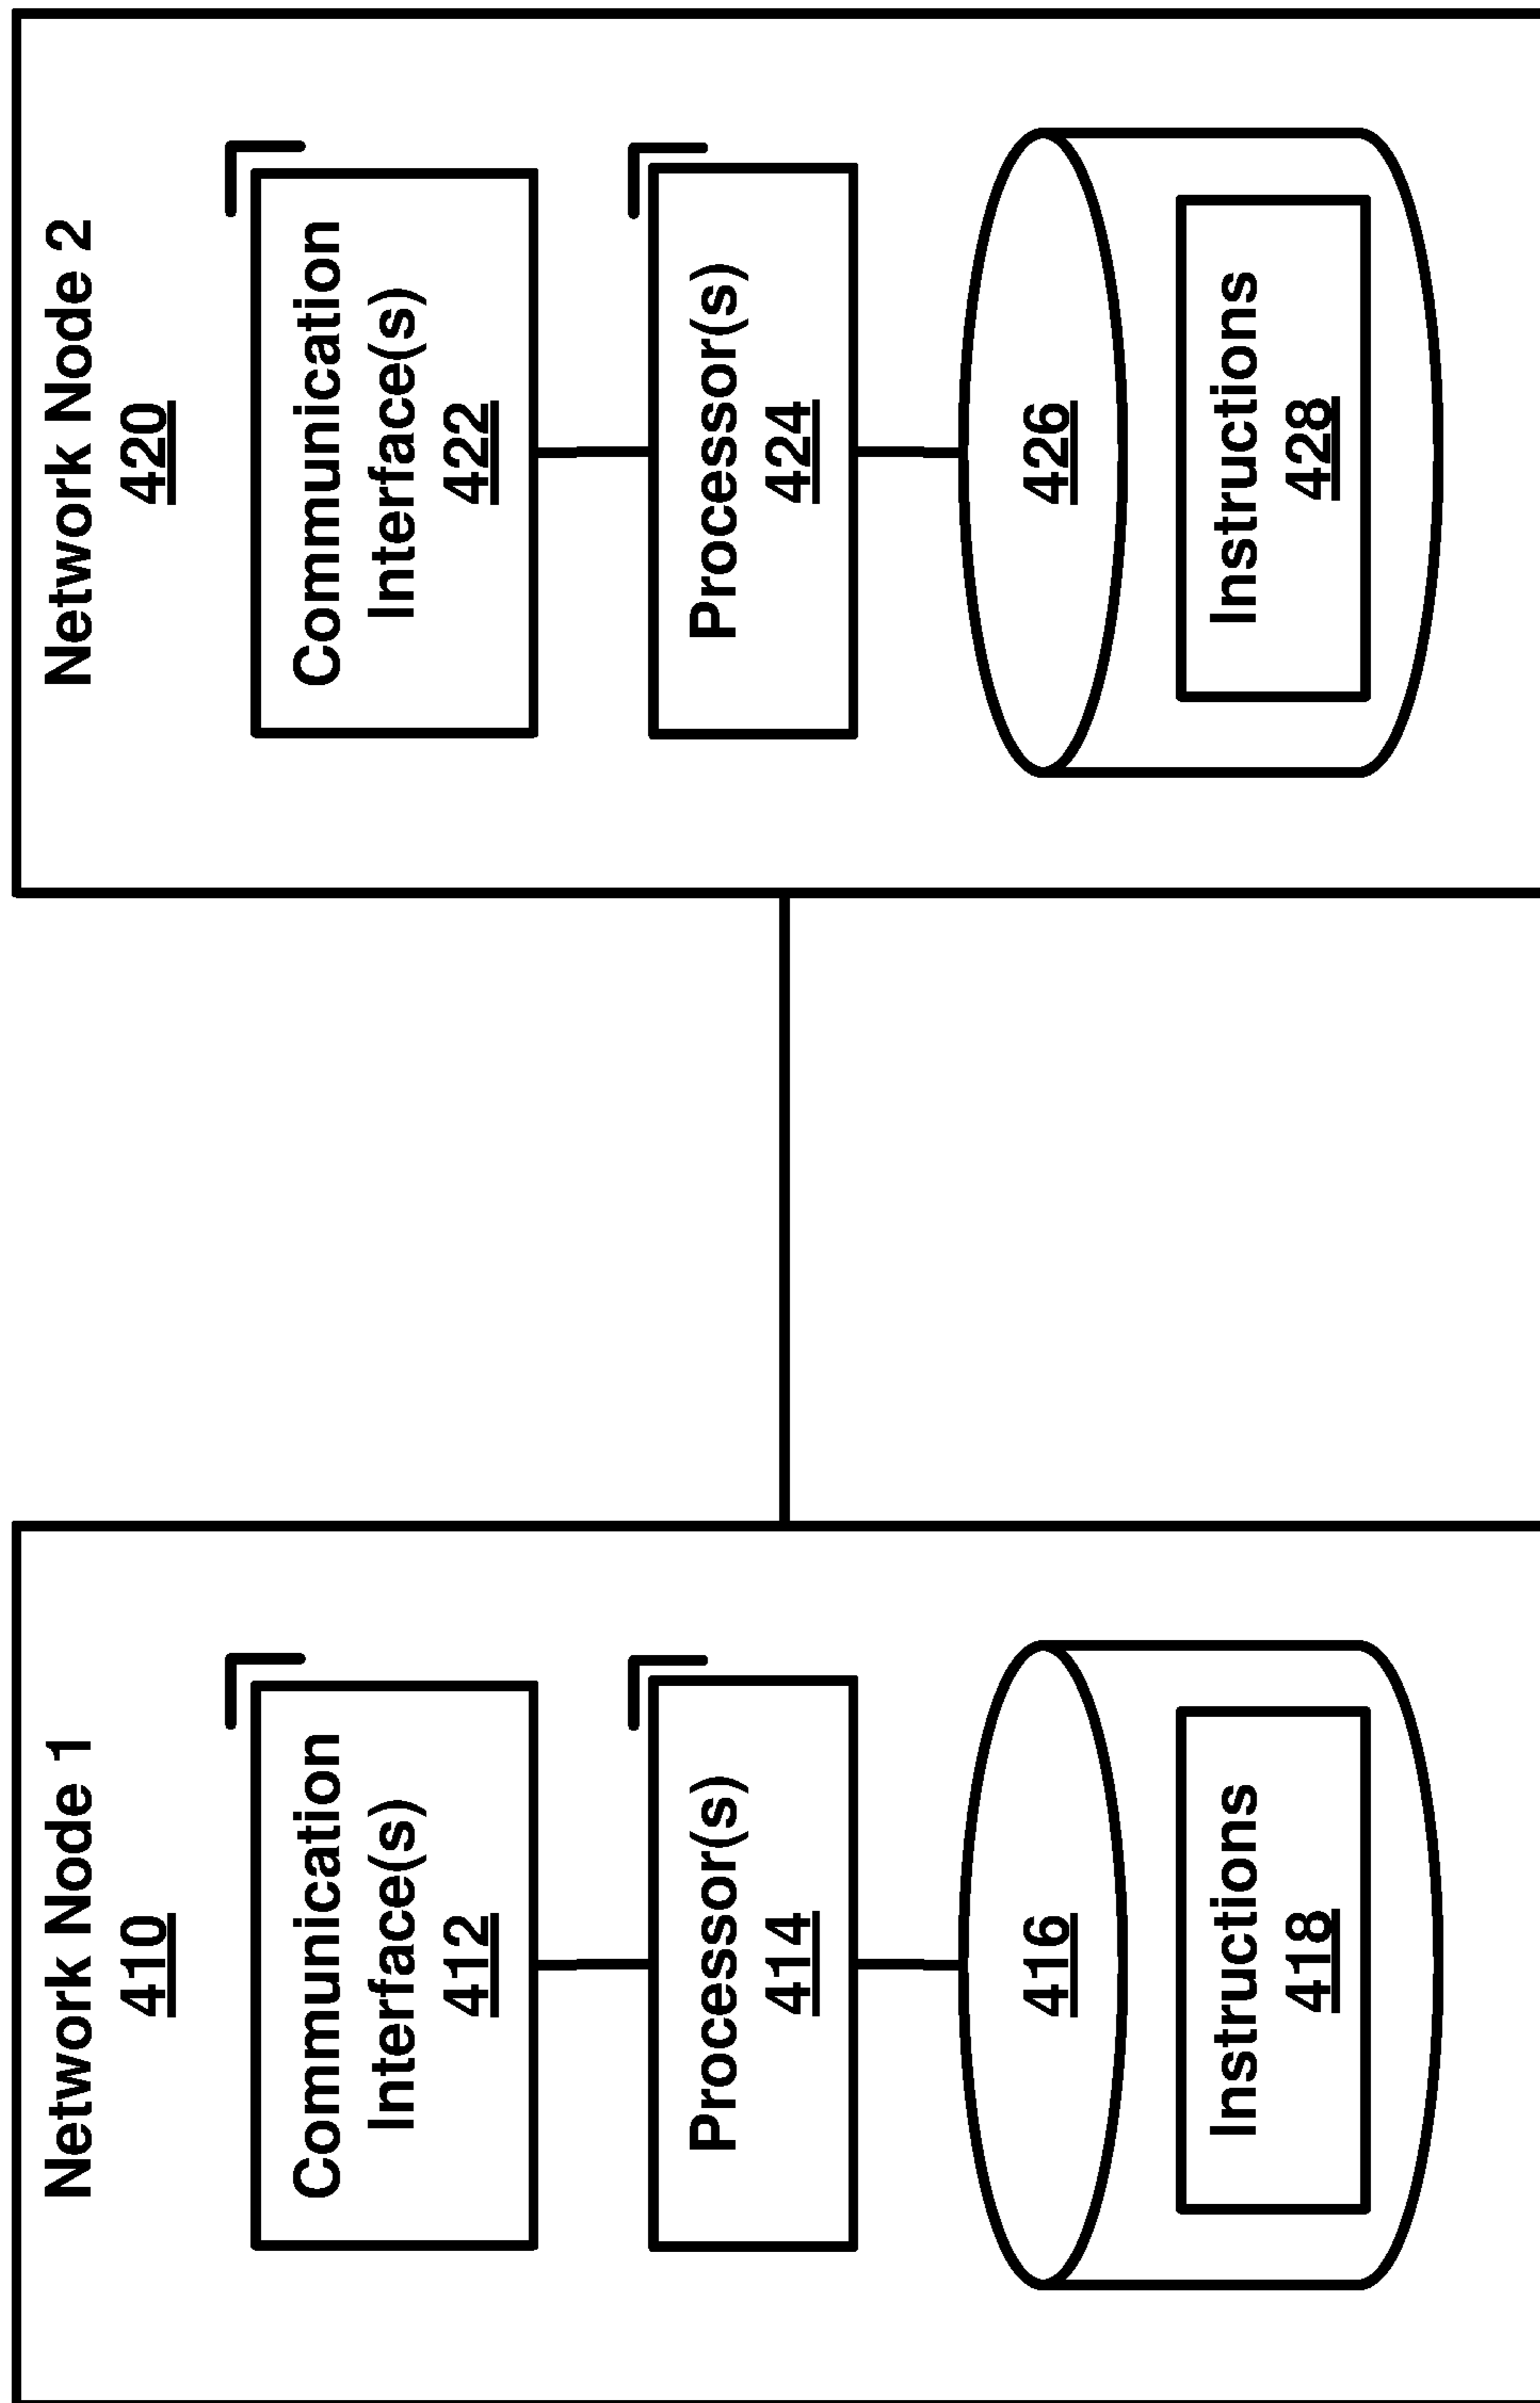 Network Node 1
410
Communication
Interface(s)
412
Processor(s)
414
416
Instructions
418
Network Node 2
420
Communication
Interface(s)
422
Processor(s)
424
426
Instructions
428